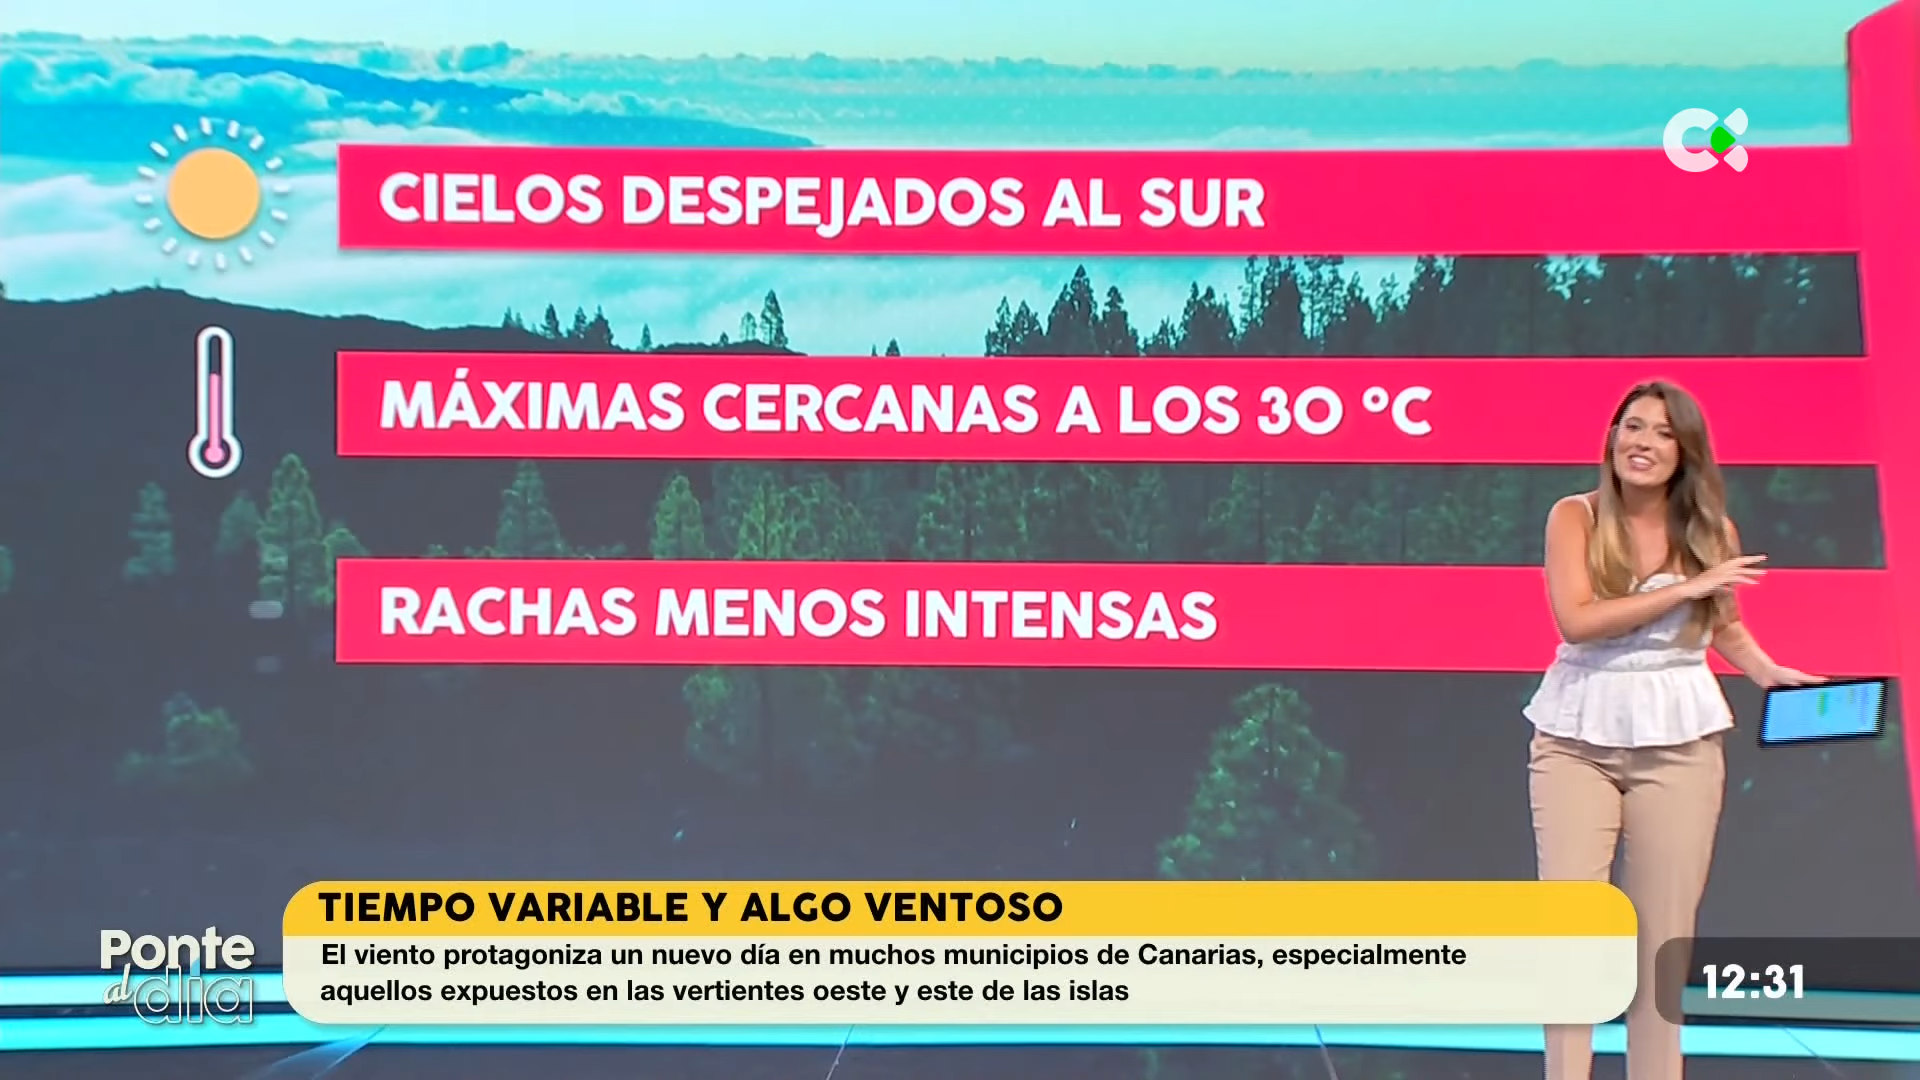 CIELOS DESPEJADOS AL SUR
MÁXIMAS CERCANAS A LOS 30 °C
RACHAS MENOS INTENSAS
TIEMPO VARIABLE Y ALGO VENTOSO
El viento protagoniza un nuevo día en muchos municipios de Canarias, especialmente
aquellos expuestos en las vertientes oeste y este de las islas
Ponte
al día
12:31